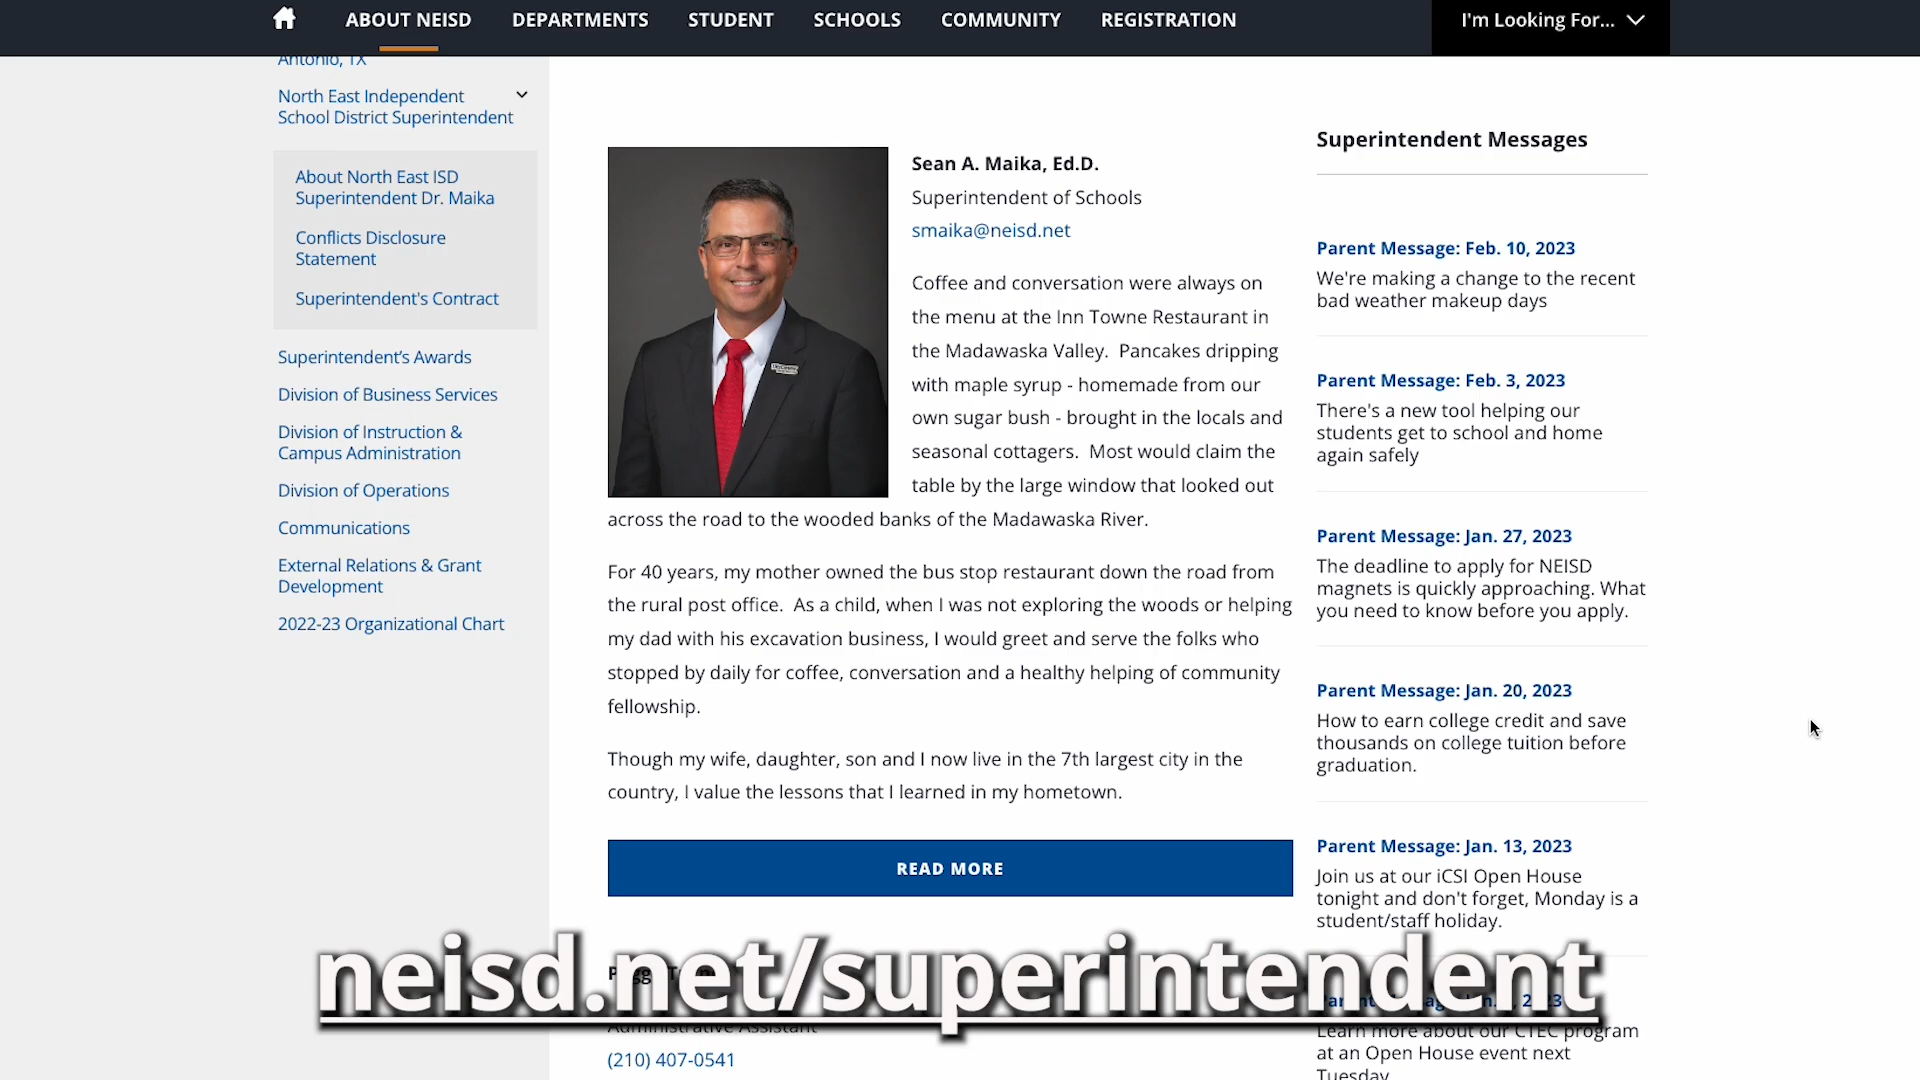 ABOUT NEISD
DEPARTMENTS
STUDENT
SCHOOLS
COMMUNITY
REGISTRATION
I'm Looking For...
Antonio, TX
North East Independent
School District Superintendent
About North East ISD
Superintendent Dr. Maika
Conflicts Disclosure
Statement
Superintendent's Contract
Superintendent's Awards
Division of Business Services
Division of Instruction &
Campus Administration
Division of Operations
Communications
External Relations & Grant
Development
2022-23 Organizational Chart
Sean A. Maika, Ed.D.
Superintendent of Schools
smaika@neisd.net
Coffee and conversation were always on
the menu at the Inn Towne Restaurant in
the Madawaska Valley. Pancakes dripping
with maple syrup - homemade from our
own sugar bush - brought in the locals and
seasonal cottagers. Most would claim the
table by the large window that looked out
across the road to the wooded banks of the Madawaska River.
For 40 years, my mother owned the bus stop restaurant down the road from
the rural post office. As a child, when I was not exploring the woods or helping
my dad with his excavation business, I would greet and serve the folks who
stopped by daily for coffee, conversation and a healthy helping of community
fellowship.
Though my wife, daughter, son and I now live in the 7th largest city in the
country, I value the lessons that I learned in my hometown.
READ MORE
Administrative Assistant
(210) 407-0541
Superintendent Messages
Parent Message: Feb. 10, 2023
We're making a change to the recent
bad weather makeup days
Parent Message: Feb. 3, 2023
There's a new tool helping our
students get to school and home
again safely
Parent Message: Jan. 27, 2023
The deadline to apply for NEISD
magnets is quickly approaching. What
you need to know before you apply.
Parent Message: Jan. 20, 2023
How to earn college credit and save
thousands on college tuition before
graduation.
Parent Message: Jan. 13, 2023
Join us at our iCSI Open House
tonight and don't forget, Monday is a
student/staff holiday.
Learn more about our CTEC program
at an Open House event next
Tuesday
neisd.net/superintendent